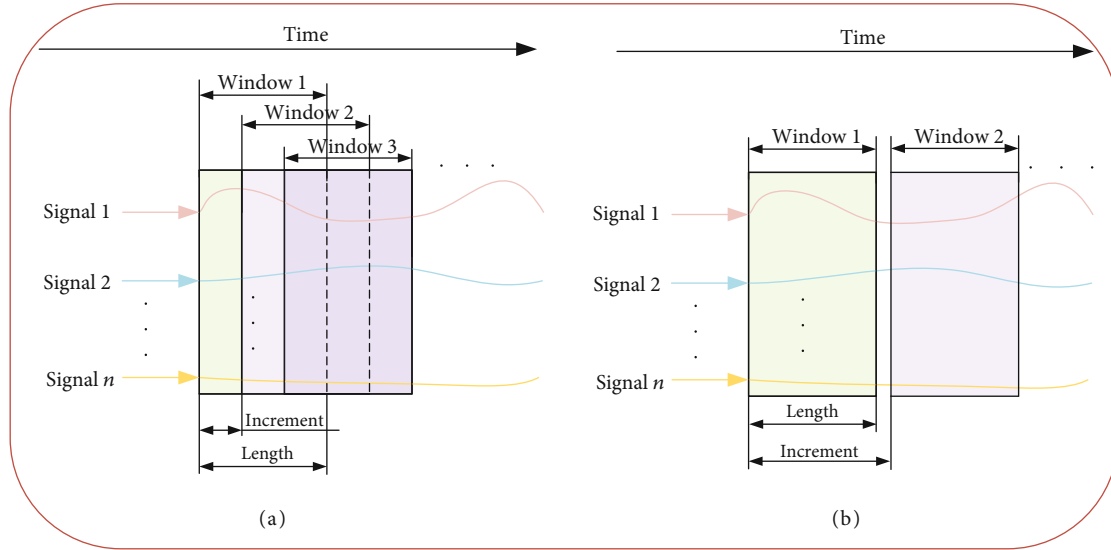 Time
Window 1
Window 2
Window 3
. . .
Signal 1
Signal 2
.
.
.
.
.
.
Signal n
Increment
Length
(a)
Time
Window 1
Window 2
. . .
Signal 1
Signal 2
.
.
.
.
.
.
Signal n
Length
Increment
(b)